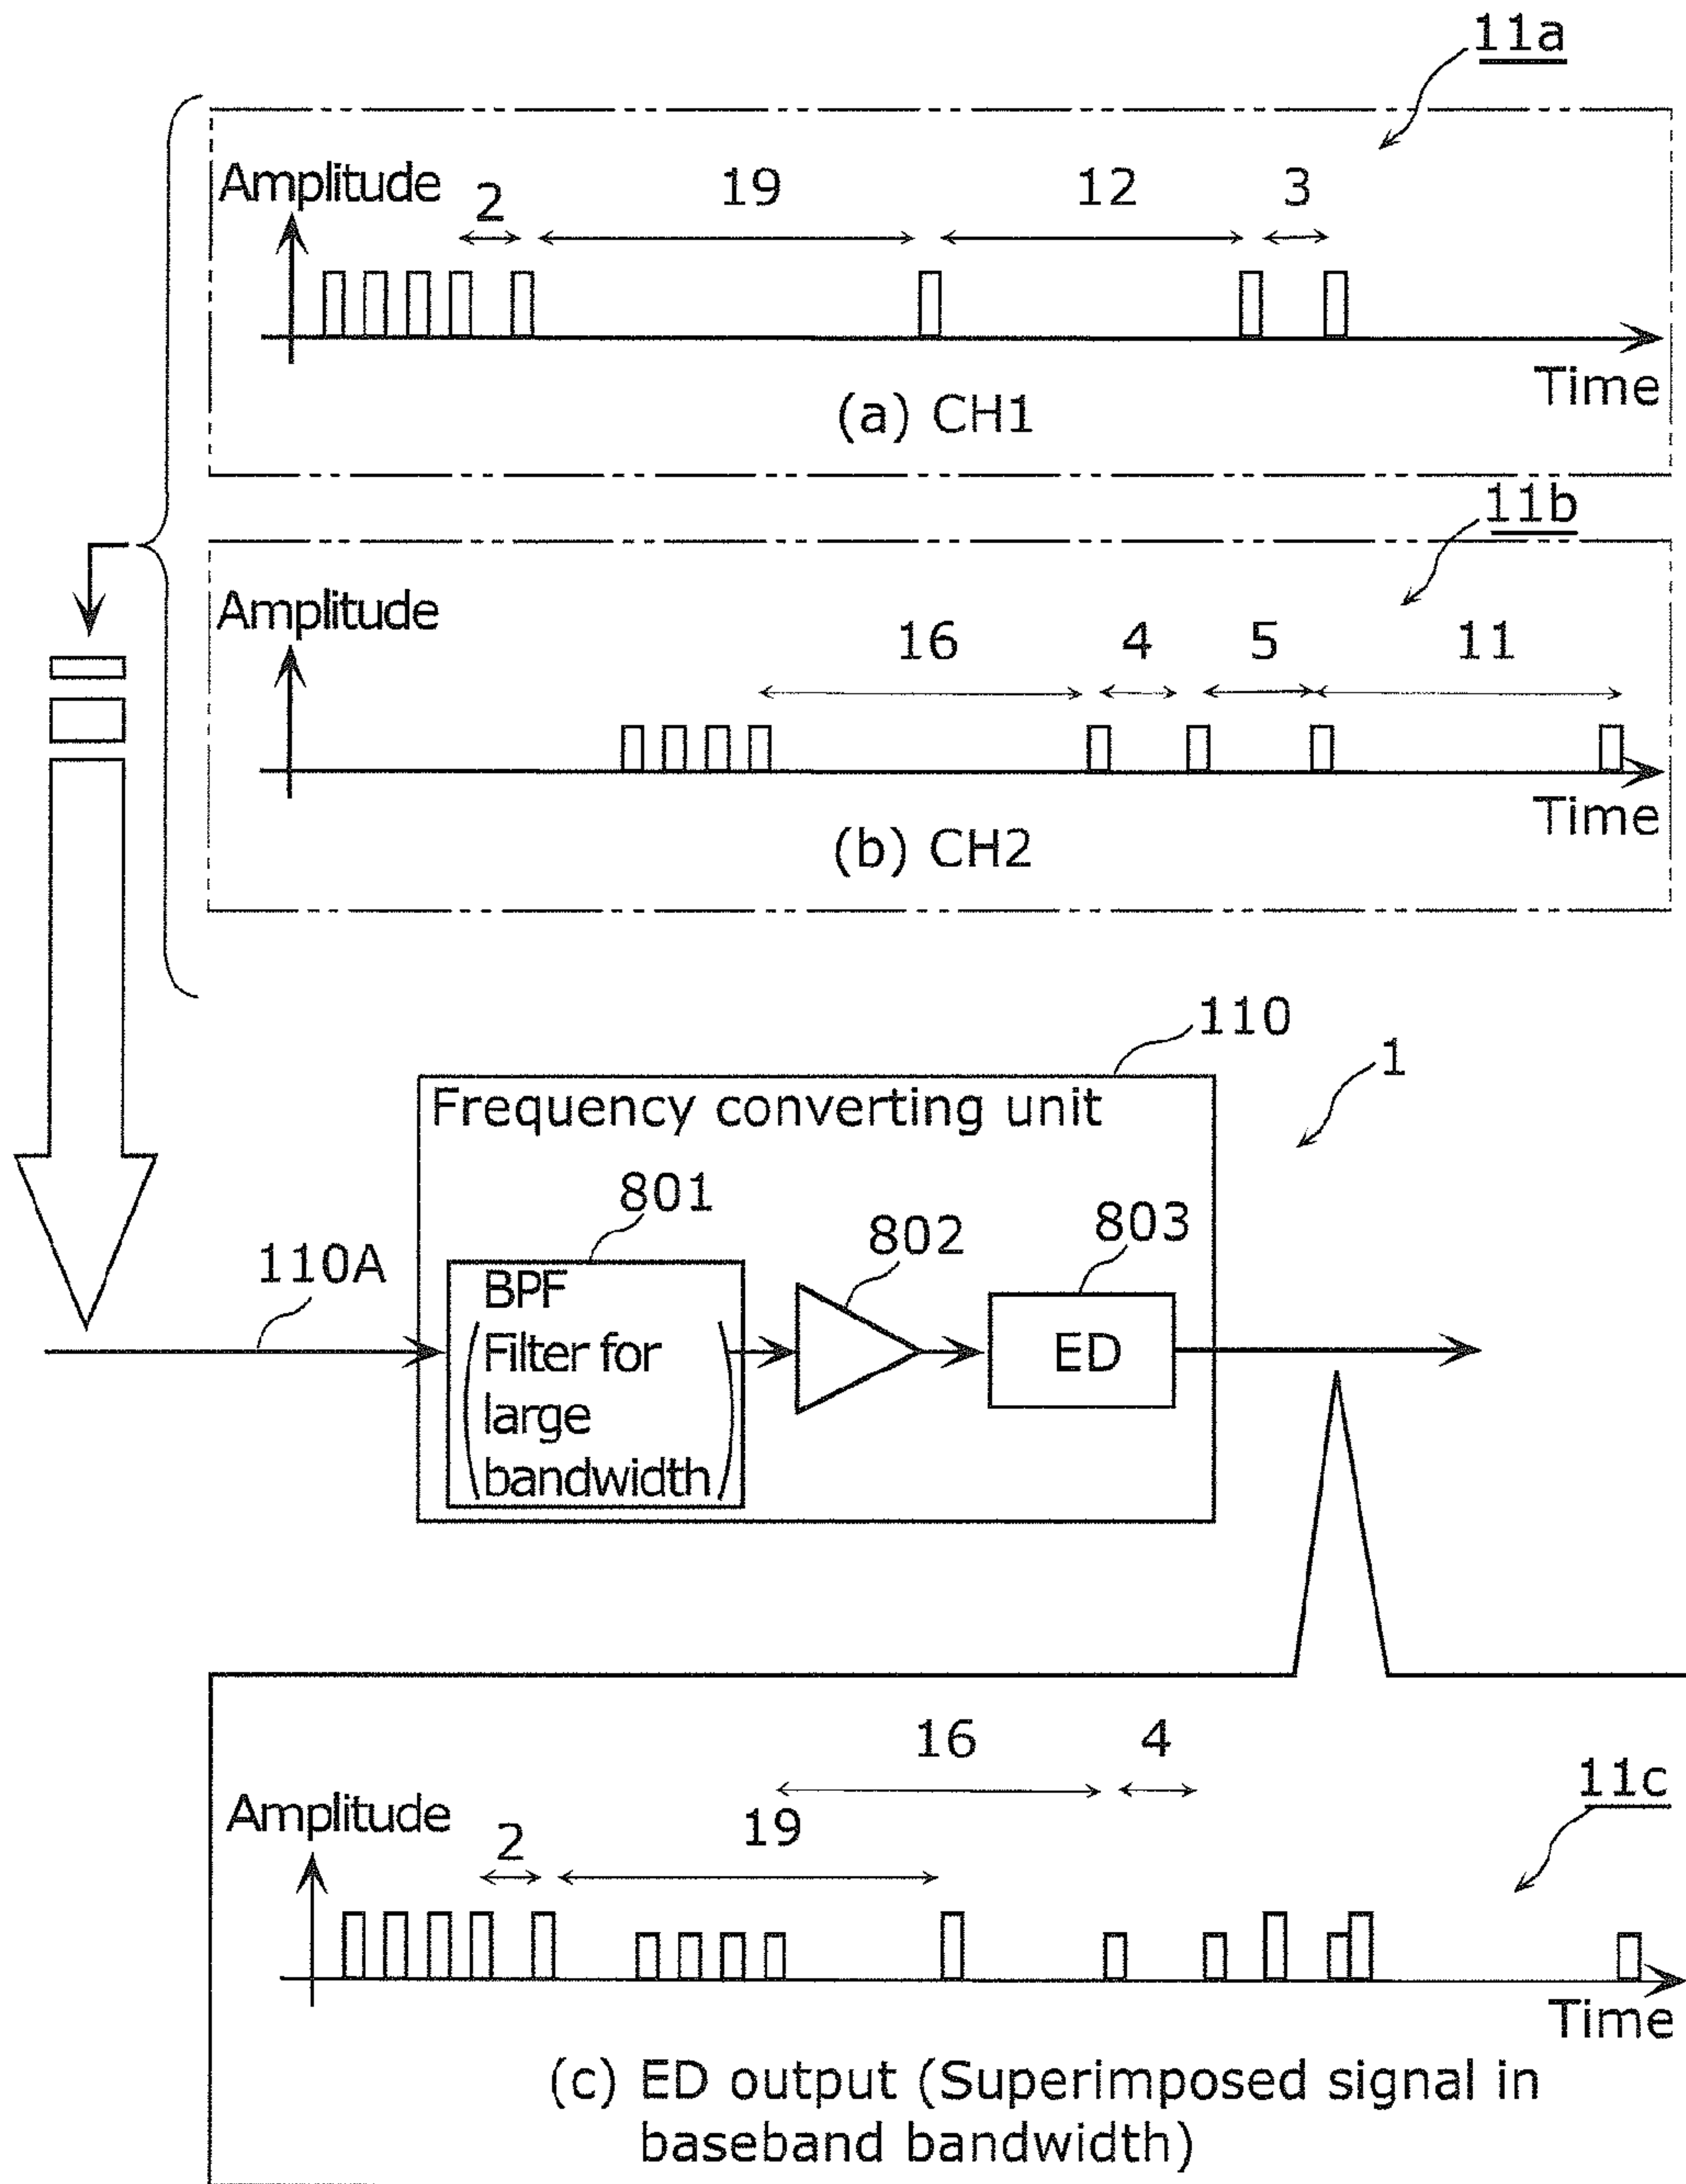 11a
Amplitude
2
19
12
3
Time
(a) CH1
11b
Amplitude
16
4
5
11
Time
(b) CH2
110
1
Frequency converting unit
801
802
803
110A
BPF
Filter for
large
bandwidth
ED
16
4
11c
Amplitude
2
19
Time
(c) ED output (Superimposed signal in
baseband bandwidth)